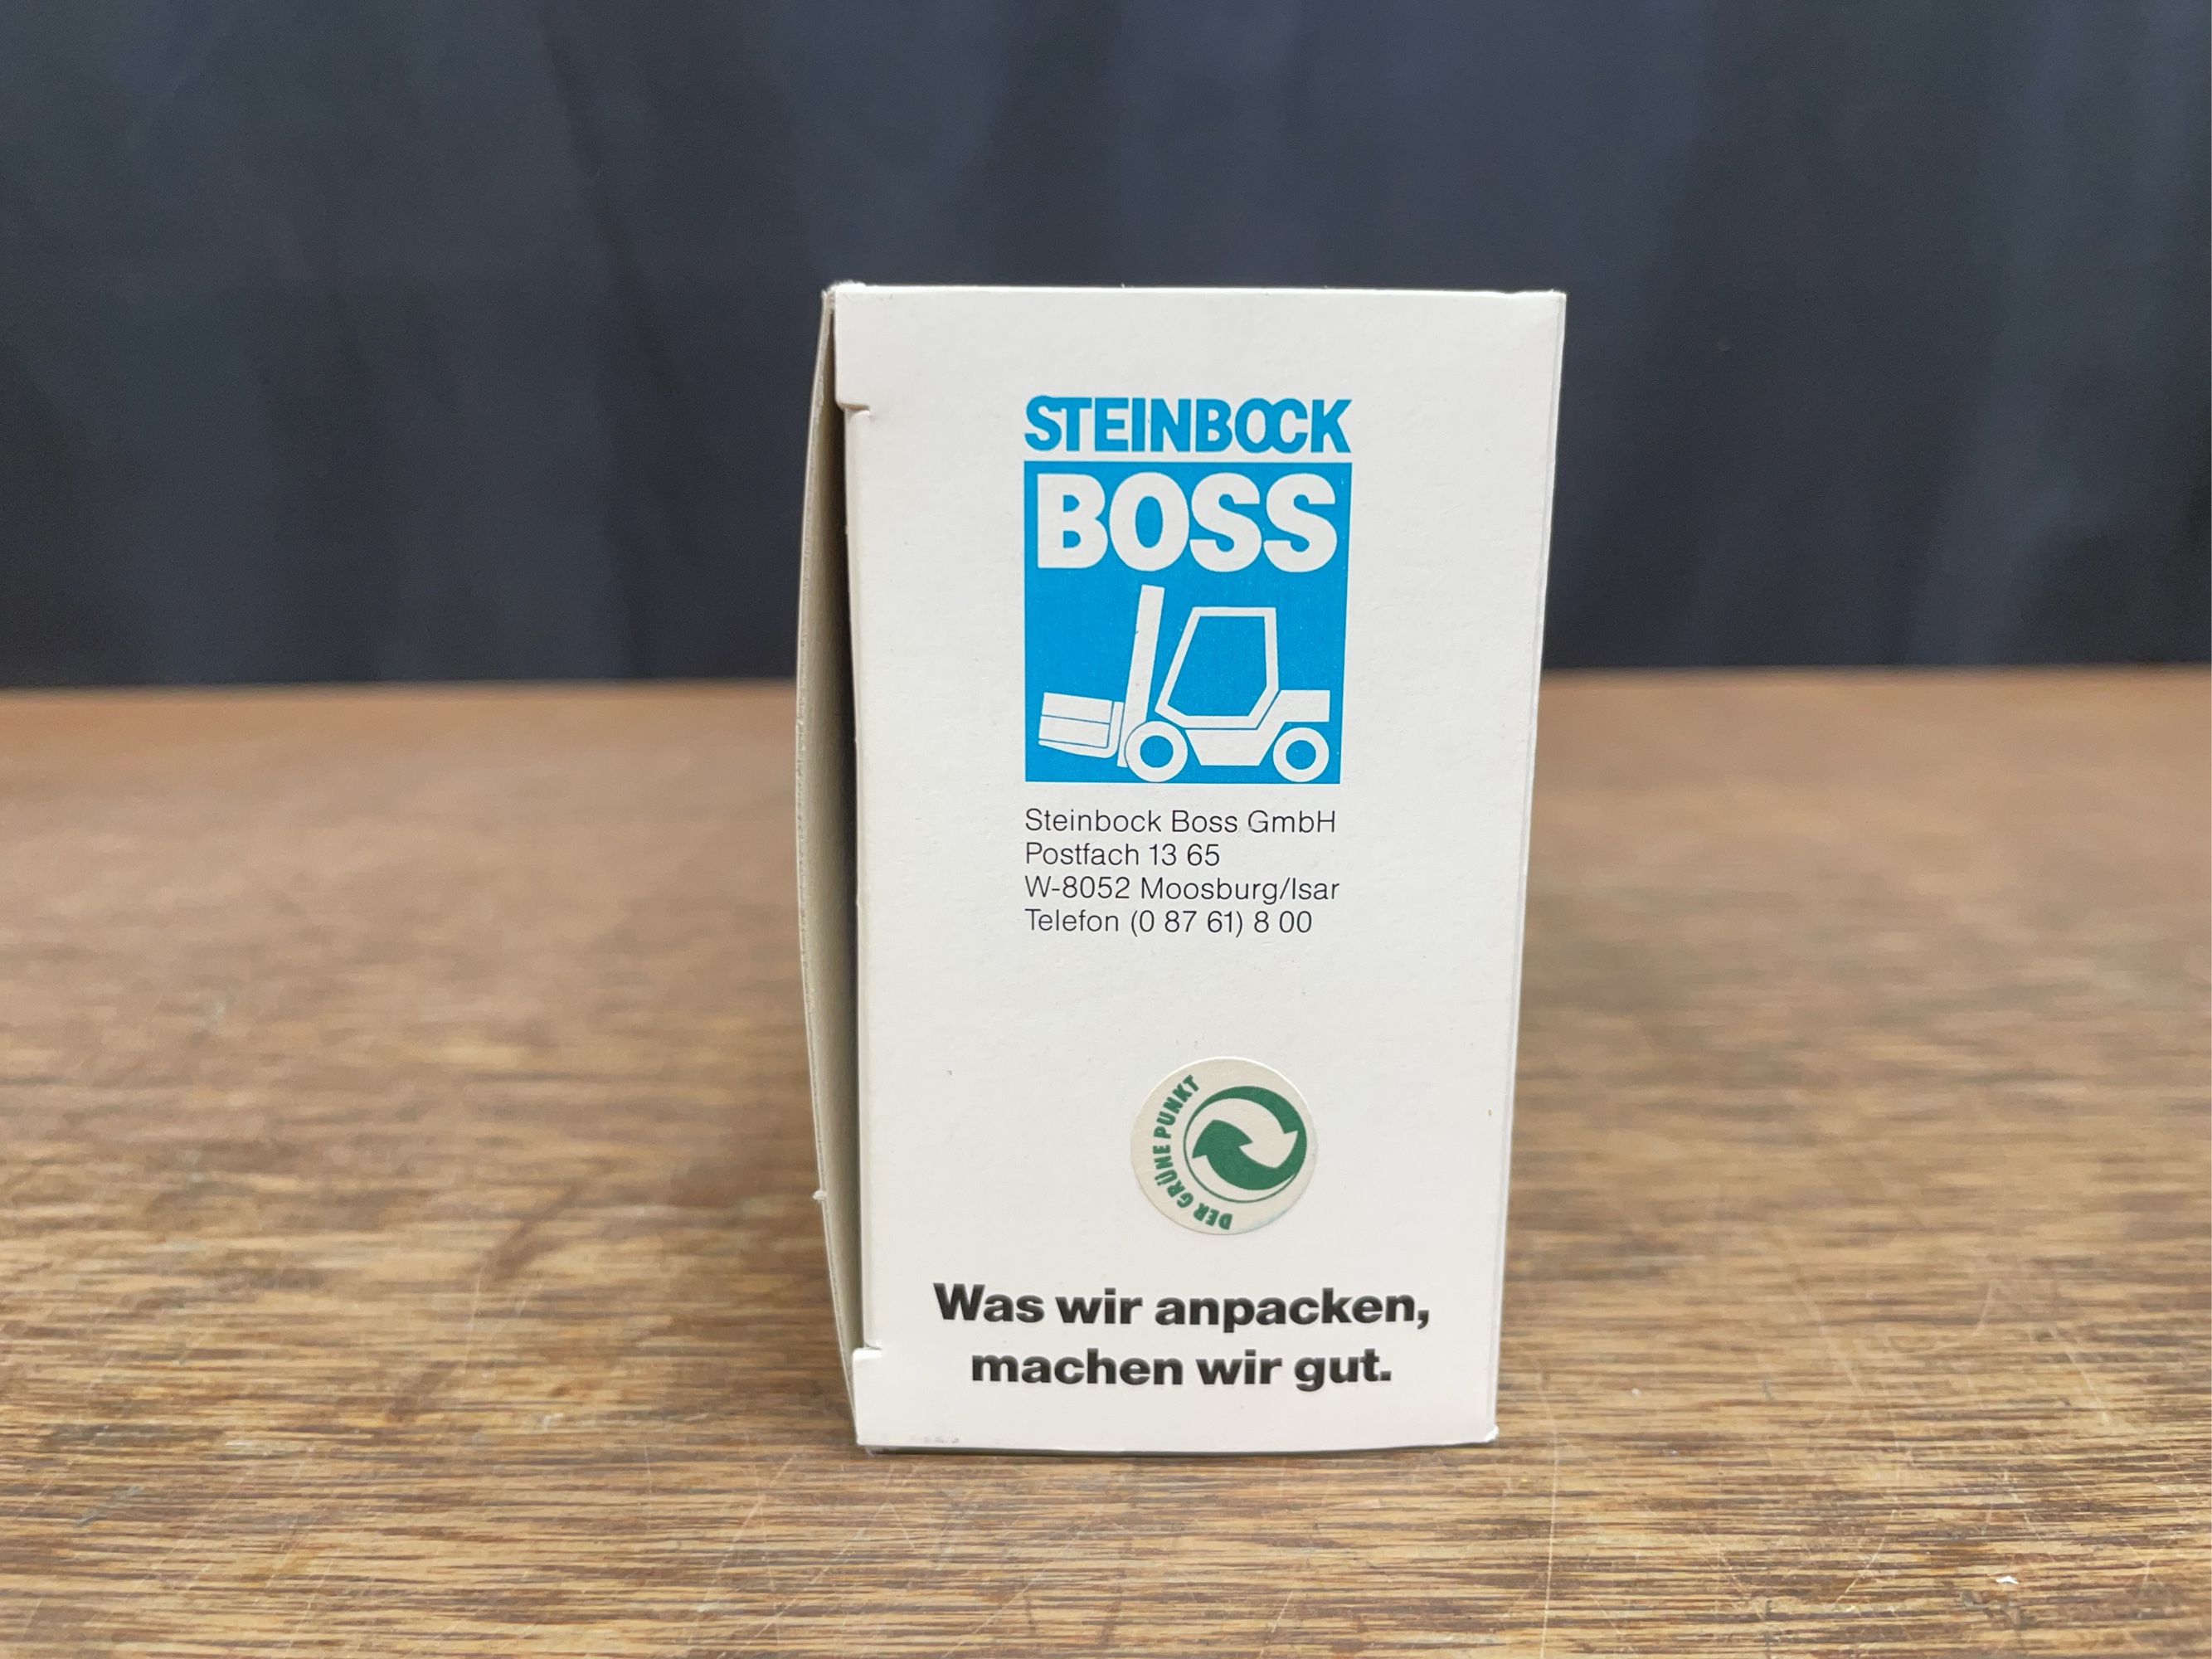 STEINBOCK
BOSS
Steinbock Boss GmbH
Postfach 13 65
W-8052 Moosburg/Isar
Telefon (0 87 61) 8 00
DER GRÜNE PUNKT
Was wir anpacken,
machen wir gut.